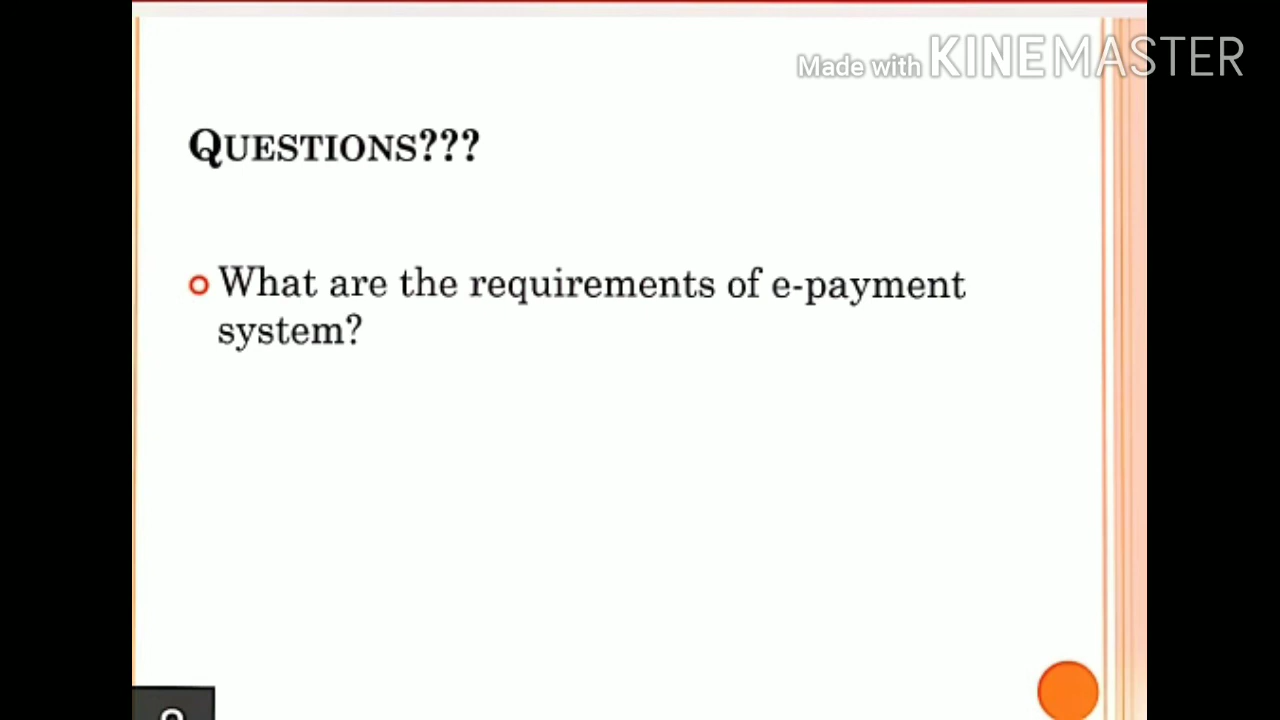 Made with KINEMASTER
QUESTIONS???
What are the requirements of e-payment
system?